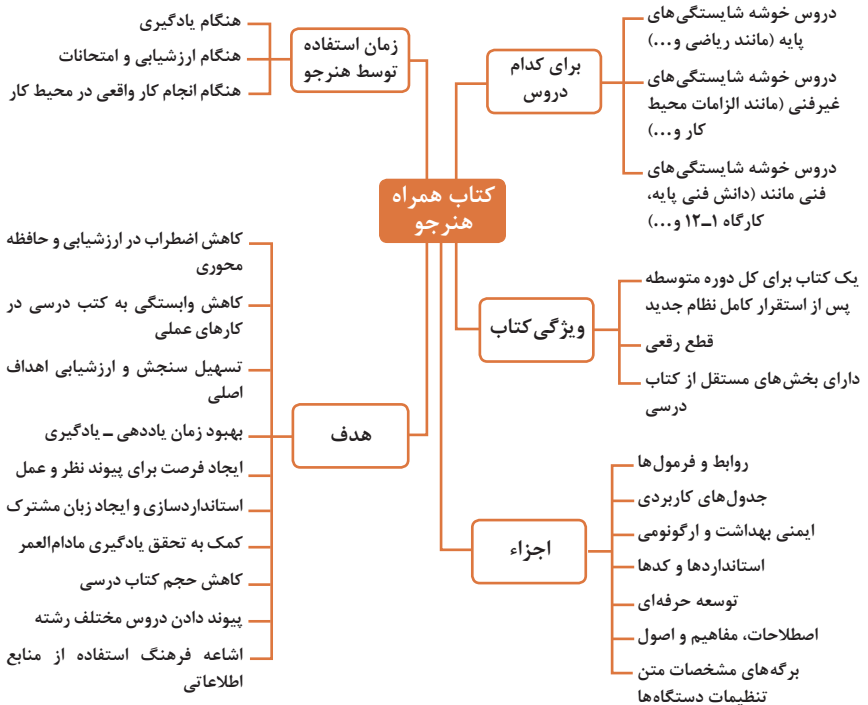 کتاب همراه
هنرجو
برای کدام
دروس
دروس خوشه شایستگی‌های
پایه (مانند ریاضی و...)
دروس خوشه شایستگی‌های
غیرفنی (مانند الزامات محیط
کار و...)
دروس خوشه شایستگی‌های
فنی مانند (دانش فنی پایه،
کارگاه ۱ــ۱۲ و...)
ویژگی کتاب
یک کتاب برای کل دوره متوسطه
پس از استقرار کامل نظام جدید
قطع رقعی
دارای بخش‌های مستقل از کتاب
درسی
اجزاء
روابط و فرمول‌ها
جدول‌های کاربردی
ایمنی بهداشت و ارگونومی
استانداردها و کدها
توسعه حرفه‌ای
اصطلاحات، مفاهیم و اصول
برگه‌های مشخصات متن
تنظیمات دستگاه‌ها
زمان استفاده
توسط هنرجو
هنگام یادگیری
هنگام ارزشیابی و امتحانات
هنگام انجام کار واقعی در محیط کار
هدف
کاهش اضطراب در ارزشیابی و حافظه
محوری
کاهش وابستگی به کتب درسی در
کارهای عملی
تسهیل سنجش و ارزشیابی اهداف
اصلی
بهبود زمان یاددهی ــ یادگیری
ایجاد فرصت برای پیوند نظر و عمل
استانداردسازی و ایجاد زبان مشترک
کمک به تحقق یادگیری مادام‌العمر
کاهش حجم کتاب درسی
پیوند دادن دروس مختلف رشته
اشاعه فرهنگ استفاده از منابع
اطلاعاتی